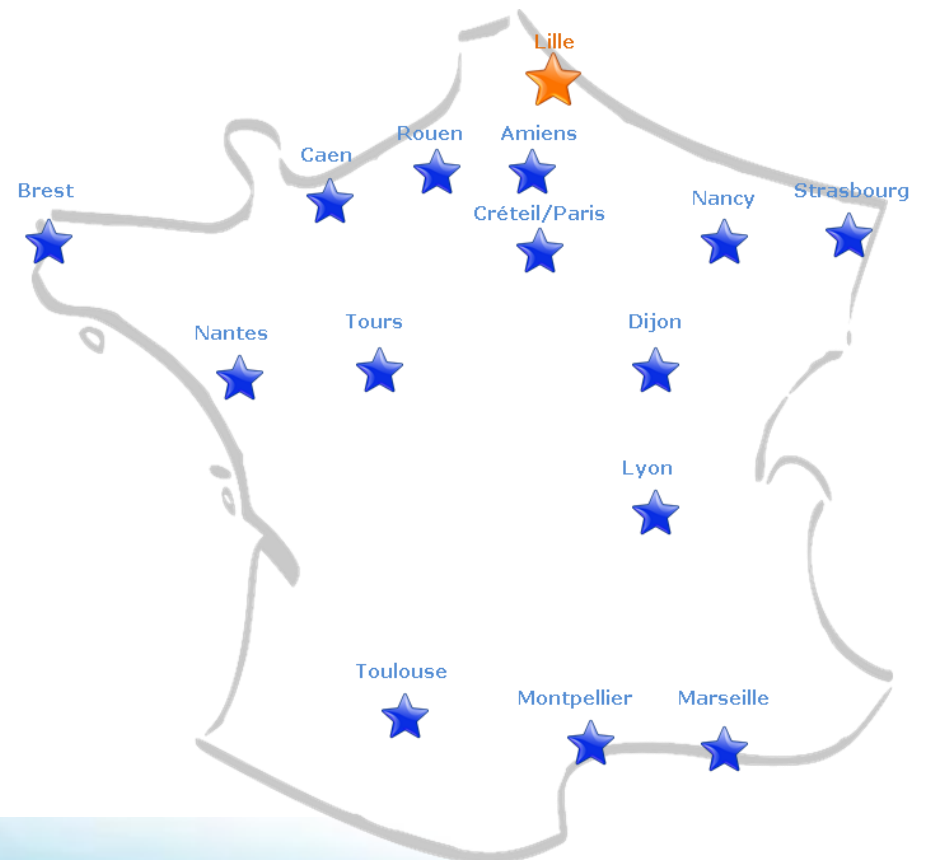 Lille
Rouen
Amiens
Caen
Brest
Strasbourg
Nancy
Créteil/Paris
Nantes
Tours
Dijon
Lyon
Toulouse
Montpellier
Marseille